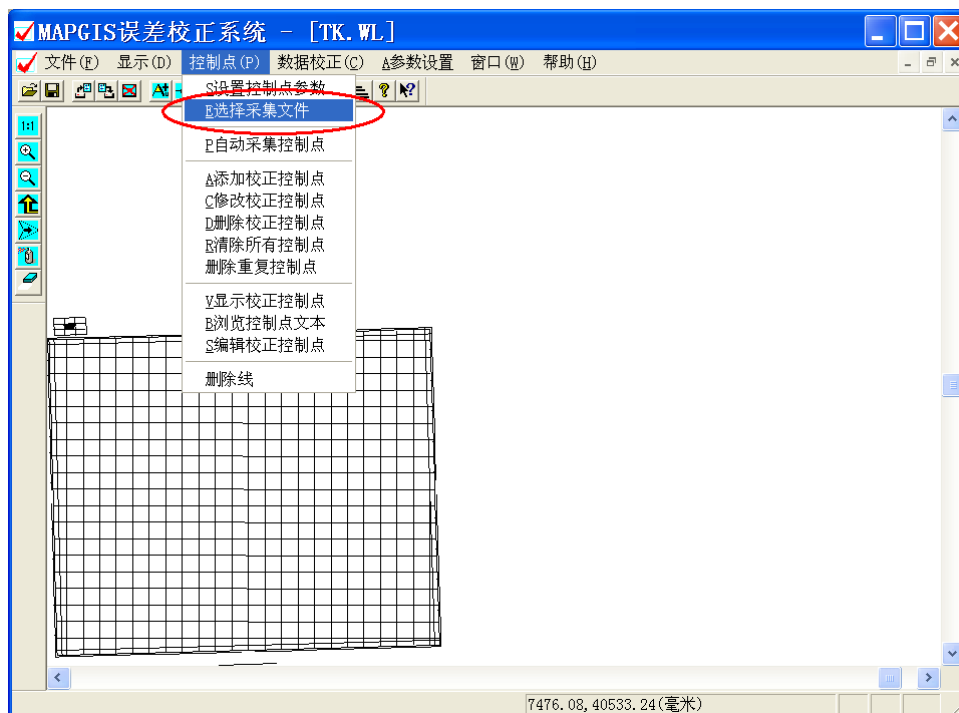 MAPGIS误差校正系统 - [TK.WL]
文件(F) 显示(D) 控制点(P) 数据校正(C) A参数设置 窗口(W) 帮助(H)
S设置控制点参数
E选择采集文件
1:1
P自动采集控制点
A添加校正控制点
C修改校正控制点
D删除校正控制点
R清除所有控制点
删除重复控制点
V显示校正控制点
B浏览控制点文本
S编辑校正控制点
删除线
7476.08,40533.24(毫米)